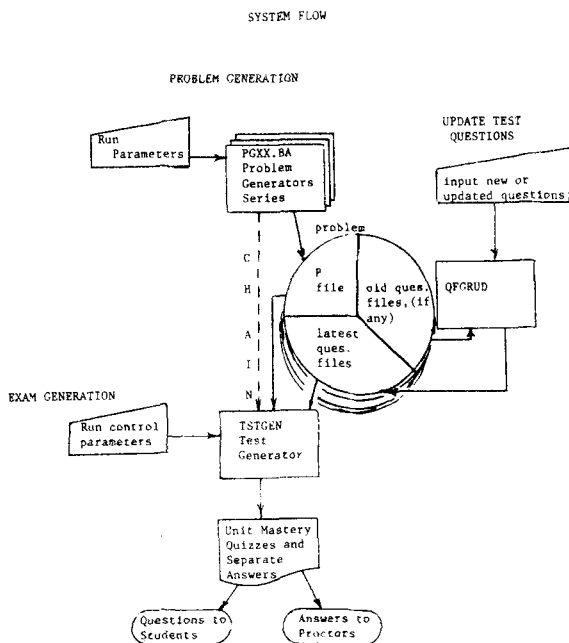 SYSTEM FLOW
PROBLEM GENERATION
UPDATE TEST
QUESTIONS
Run
Parameters
PGXX.BA
Problem
Generators
Series
input new or
updated questions;
problem
P
file
old ques.
files,(if
any)
latest
ques.
files
QFGRUD
C
H
A
I
N
EXAM GENERATION
Run control
parameters
TSTGEN
Test
Generator
Unit Mastery
Quizzes and
Separate
Answers
Questions to
Students
Answers to
Proctors